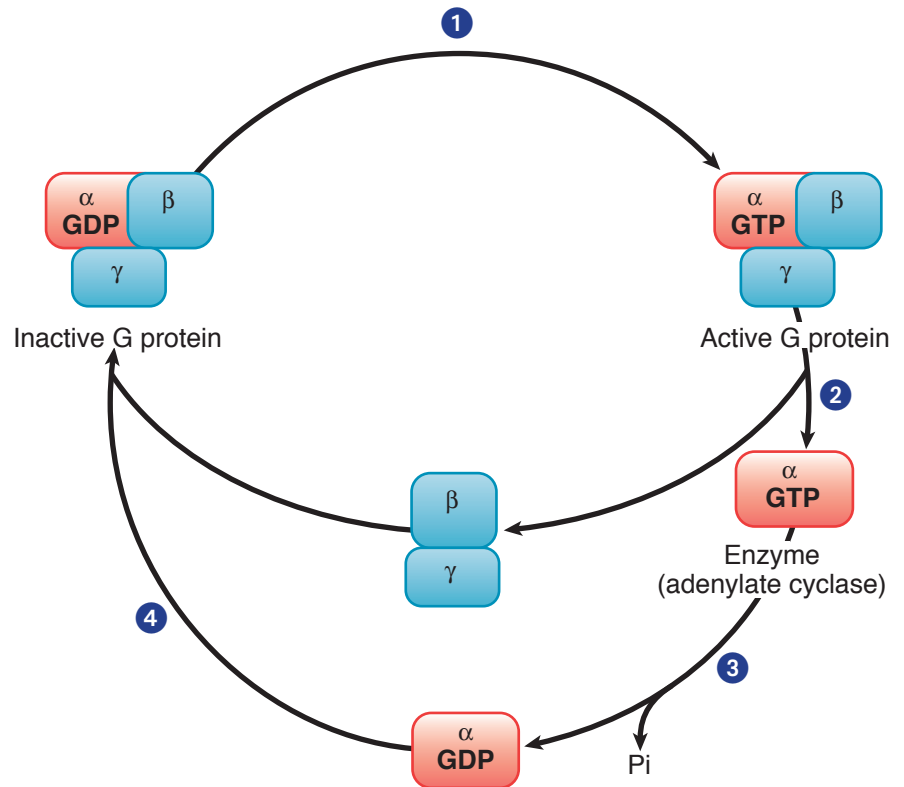 1
α
GDP
β
γ
Inactive G protein
α
GTP
β
γ
Active G protein
2
α
GTP
Enzyme
(adenylate cyclase)
β
γ
4
3
α
GDP
Pi